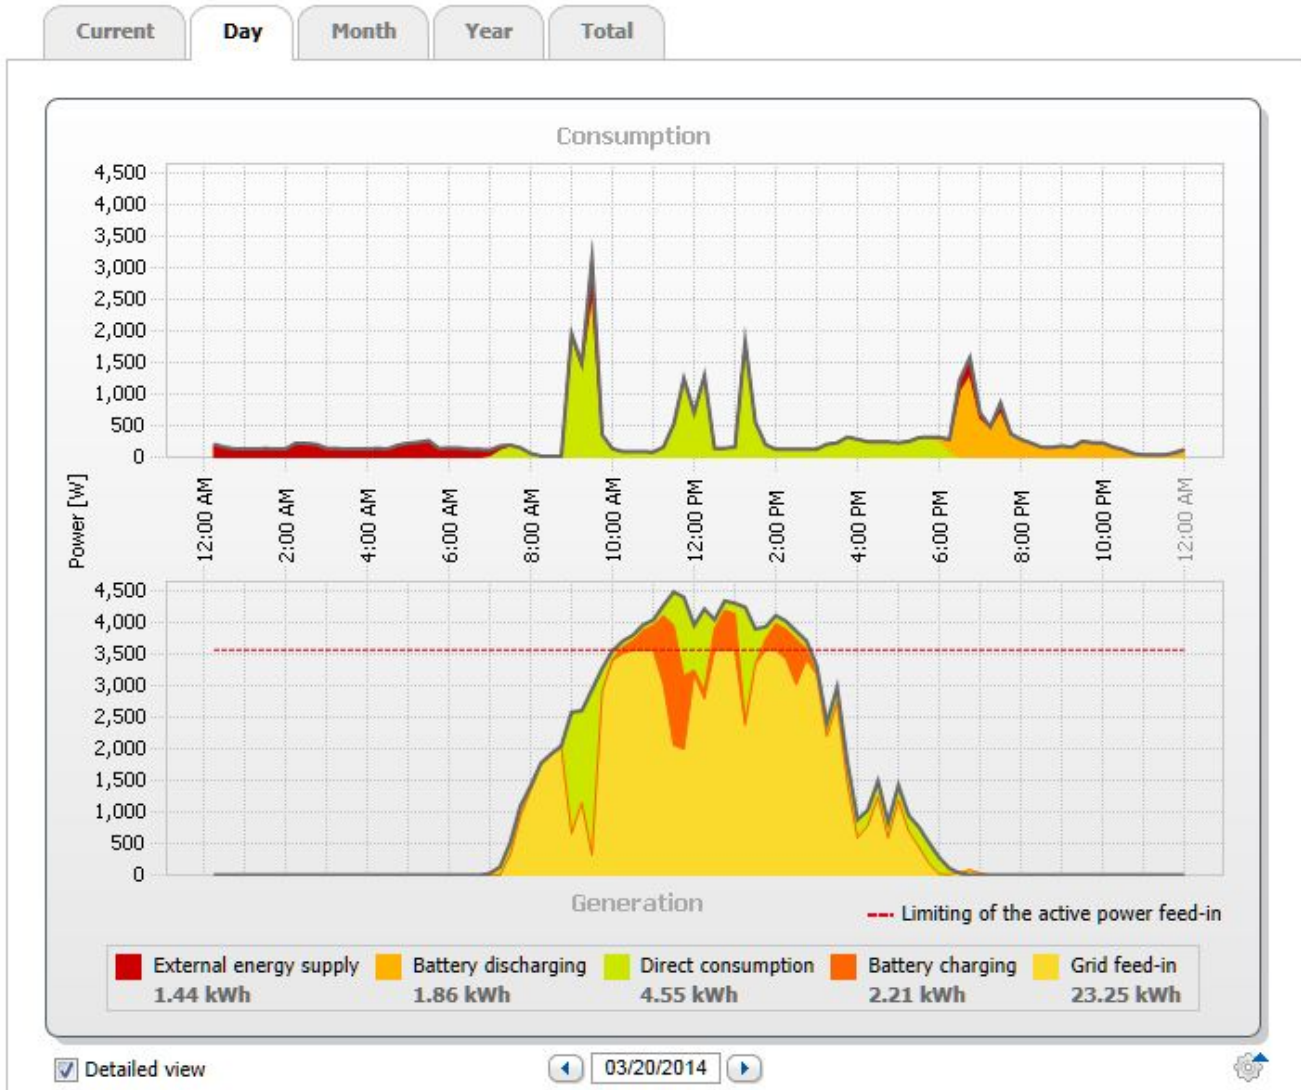 Current Day Month Year Total
Consumption
4,500
4,000
3,500
3,000
2,500
2,000
1,500
1,000
500
0
Power [W]
12:00 AM
2:00 AM
4:00 AM
6:00 AM
8:00 AM
10:00 AM
12:00 PM
2:00 PM
4:00 PM
6:00 PM
8:00 PM
10:00 PM
12:00 AM
4,500
4,000
3,500
3,000
2,500
2,000
1,500
1,000
500
0
Generation
Limiting of the active power feed-in
External energy supply Battery discharging Direct consumption Battery charging Grid feed-in
1.44 kWh 1.86 kWh 4.55 kWh 2.21 kWh 23.25 kWh
Detailed view 03/20/2014